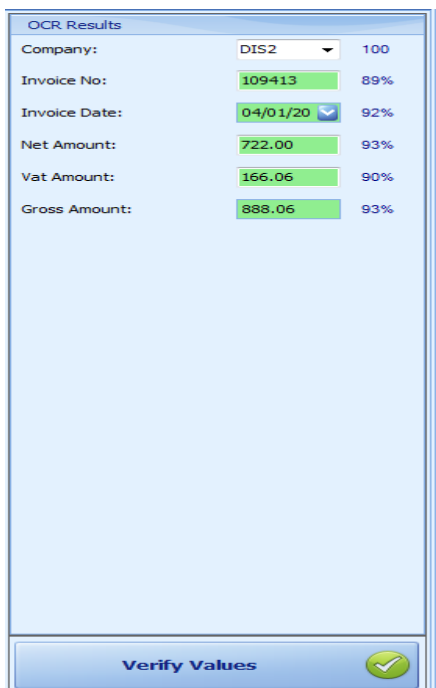 OCR Results
Company: DIS2 100
Invoice No: 109413 89%
Invoice Date: 04/01/20 92%
Net Amount: 722.00 93%
Vat Amount: 166.06 90%
Gross Amount: 888.06 93%
Verify Values